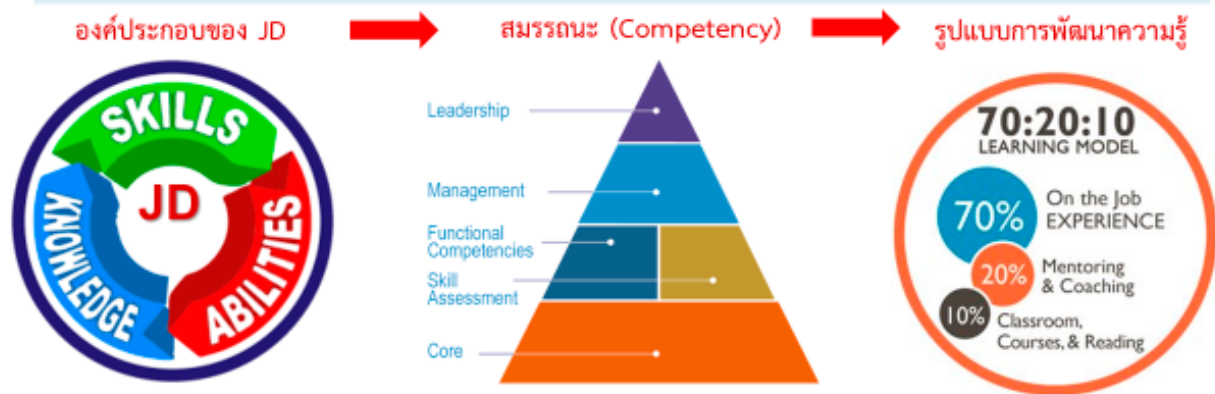 องค์ประกอบของ JD
สมรรถนะ (Competency)
รูปแบบการพัฒนาความรู้
SKILLS
KNOWLEDGE
ABILITIES
JD
Leadership
Management
Functional
Competencies
Skill
Assessment
Core
70:20:10
LEARNING MODEL
70%
On the Job
EXPERIENCE
20%
Mentoring
& Coaching
10%
Classroom,
Courses, & Reading